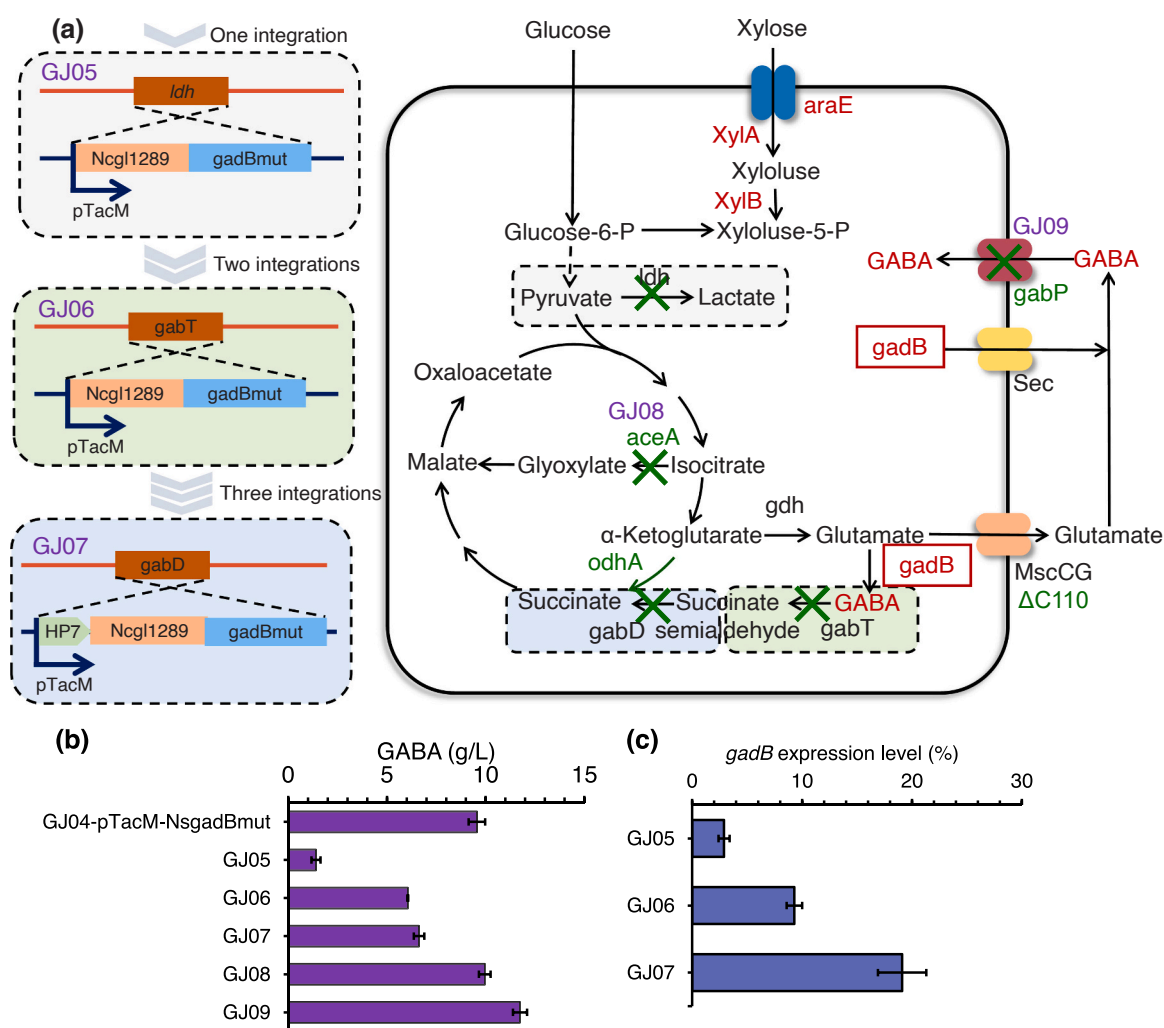 (a)
One integration
GJ05
ldh
Ncgl1289
gadBmut
pTacM
Two integrations
GJ06
gabT
Ncgl1289
gadBmut
pTacM
Three integrations
GJ07
gabD
HP7
Ncgl1289
gadBmut
pTacM
Glucose
Xylose
araE
XylA
Xyloluse
XylB
Glucose-6-P
Xyloluse-5-P
ldh
Pyruvate
Lactate
GJ09
GABA
GABA
gabP
gadB
Sec
Oxaloacetate
GJ08
aceA
Malate
Glyoxylate
Isocitrate
gdh
α-Ketoglutarate
Glutamate
Glutamate
odhA
gadB
MscCG
ΔC110
Succinate
Succinate
GABA
gabD
semialdehyde
gabT
(b)
GABA (g/L)
0
5
10
15
GJ04-pTacM-NsgadBmut
GJ05
GJ06
GJ07
GJ08
GJ09
(c)
gadB expression level (%)
0
10
20
30
GJ05
GJ06
GJ07